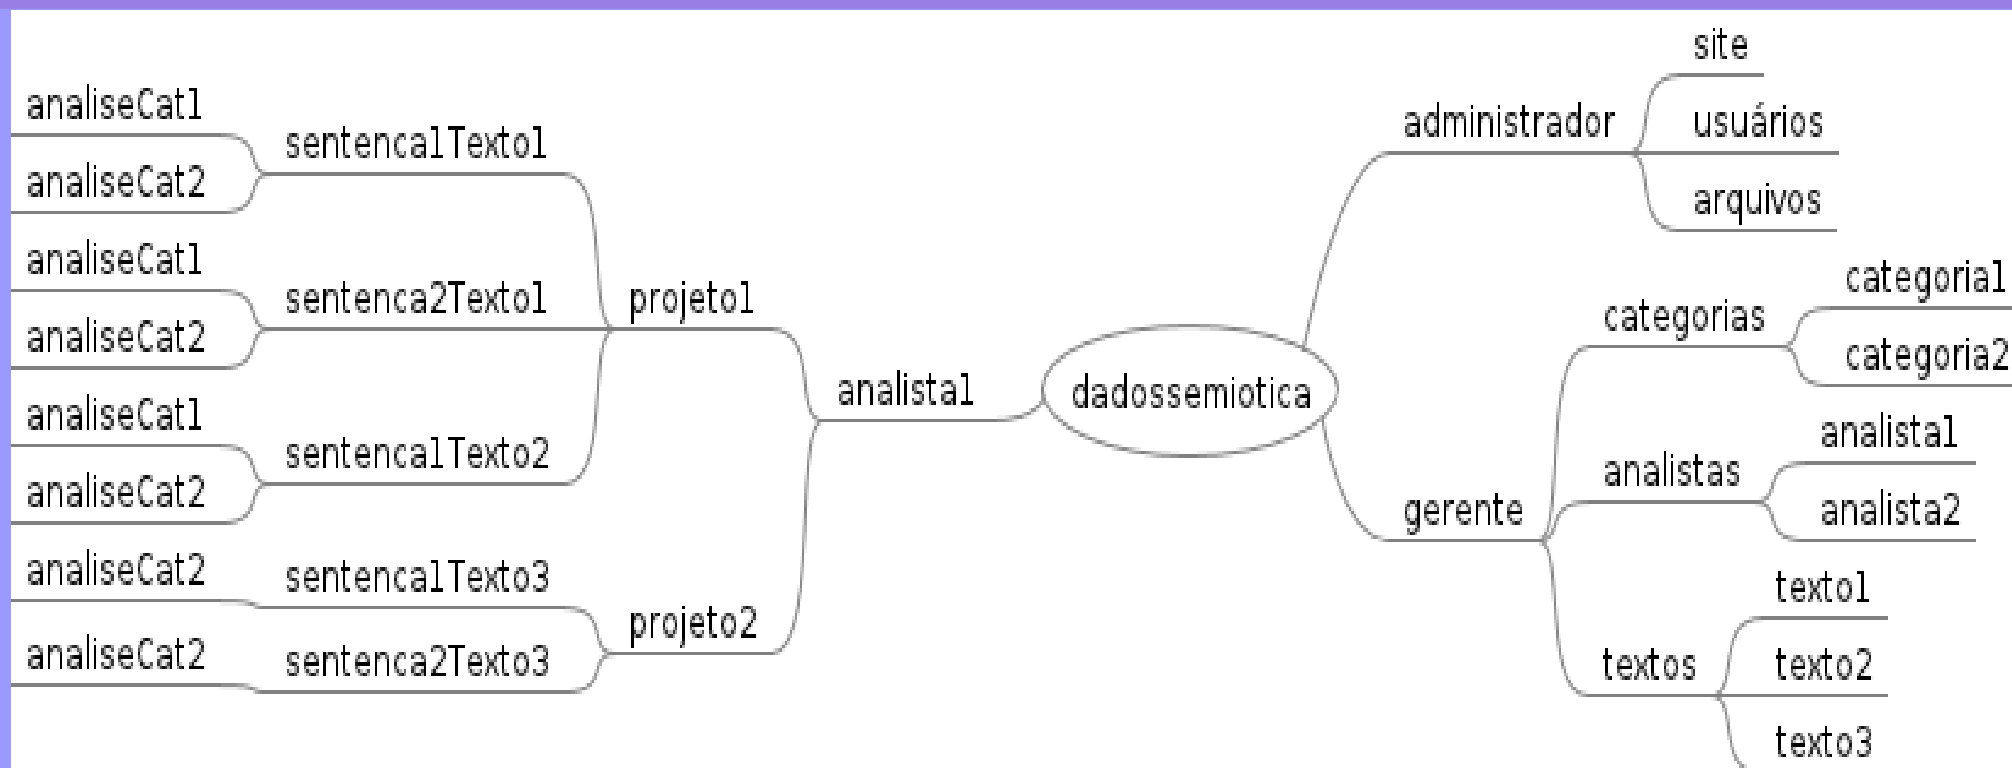 analiseCat1
analiseCat2
sentenca1Texto1
analiseCat1
analiseCat2
sentenca2Texto1
analiseCat1
analiseCat2
sentenca1Texto2
projeto1
analiseCat2
sentenca1Texto3
analiseCat2
sentenca2Texto3
projeto2
analista1
dadossemiotica
administrador
site
usuários
arquivos
gerente
categorias
categoria1
categoria2
analistas
analista1
analista2
textos
texto1
texto2
texto3